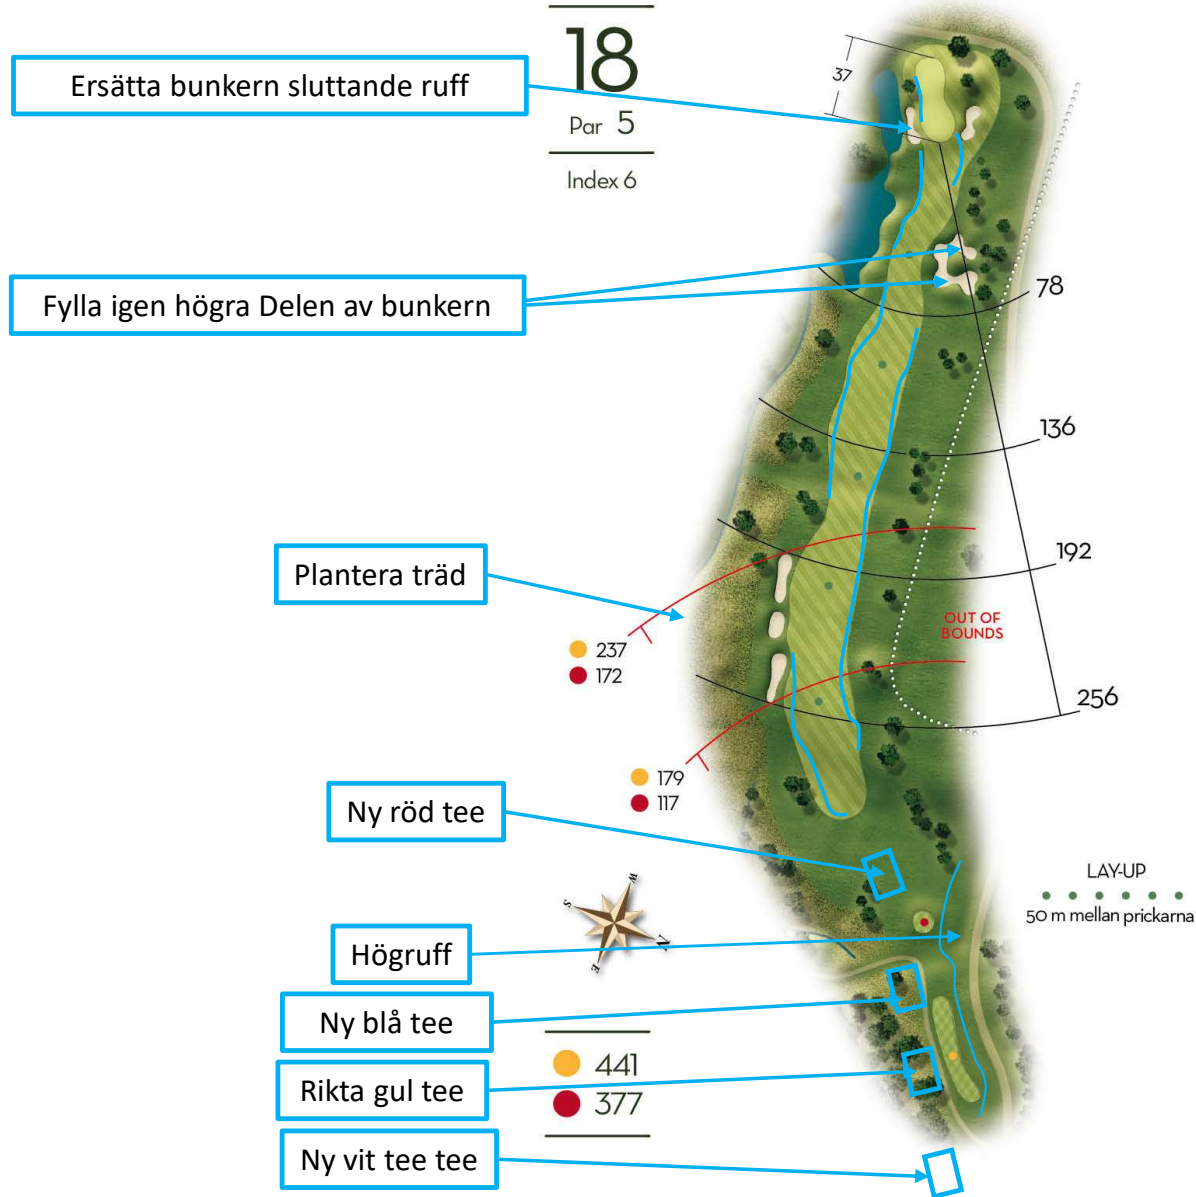 18
Par 5
Index 6
37
Ersätta bunkern sluttande ruff
Fylla igen högra Delen av bunkern
78
136
192
Plantera träd
OUT OF
BOUNDS
237
172
256
179
117
Ny röd tee
LAY-UP
50 m mellan prickarna
W
S
N
E
Högruff
Ny blå tee
441
Rikta gul tee
377
Ny vit tee tee